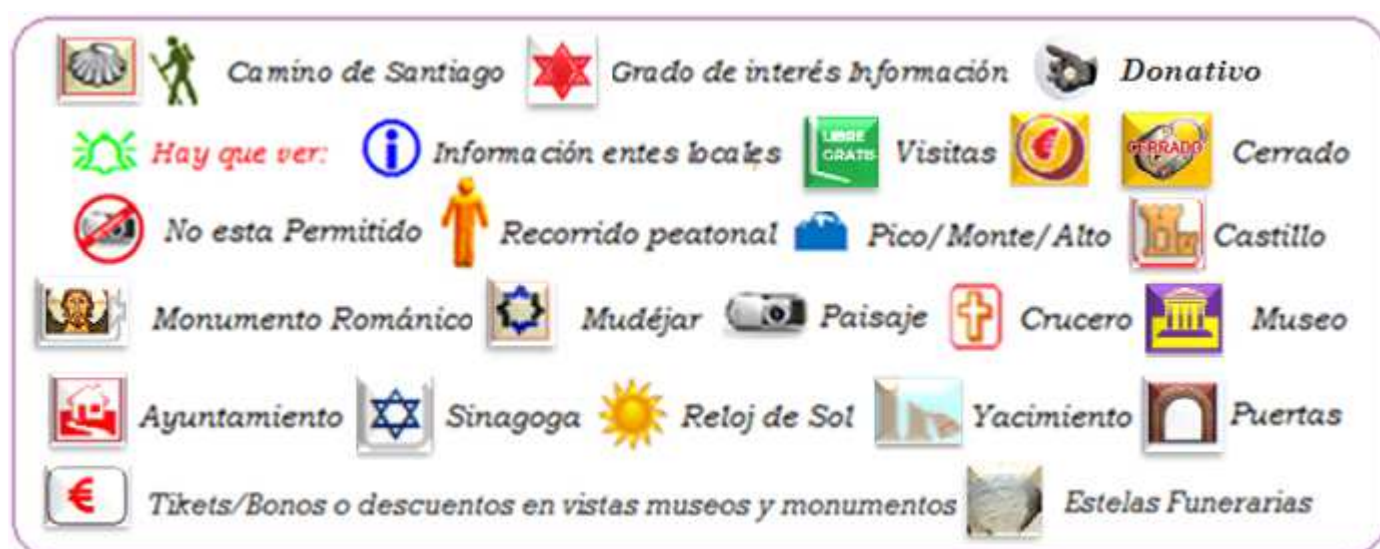 Camino de Santiago Grado de interés Información Donativo
Hay que ver: Información entes locales LIBRE GRATIS Visitas € CERRADO Cerrado
No esta Permitido Recorrido peatonal Pico/Monte/Alto Castillo
Monumento Románico Mudéjar Paisaje Crucero Museo
Ayuntamiento Sinagoga Reloj de Sol Yacimiento Puertas
€ Tikets/Bonos o descuentos en vistas museos y monumentos Estelas Funerarias